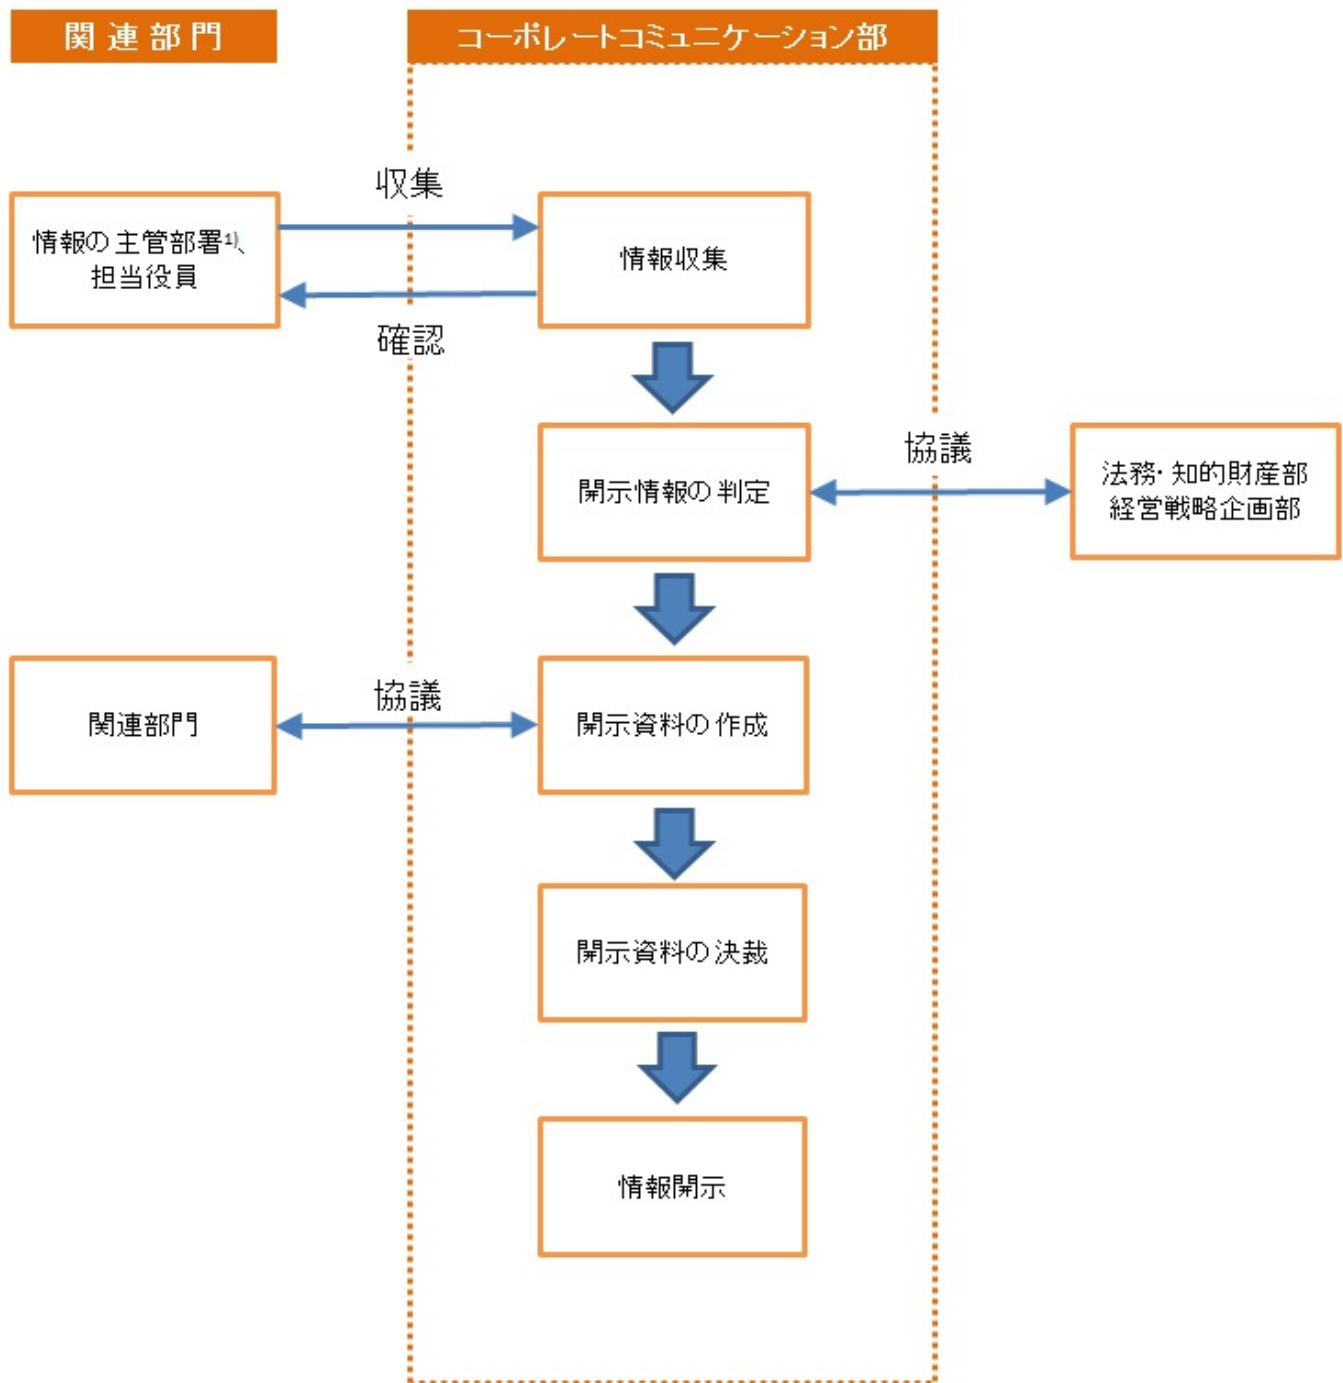 関連部門
コーポレートコミュニケーション部
収集
情報の主管部署1)、
担当役員
情報収集
確認
協議
開示情報の判定
法務・知的財産部
経営戦略企画部
協議
関連部門
開示資料の作成
開示資料の決裁
情報開示